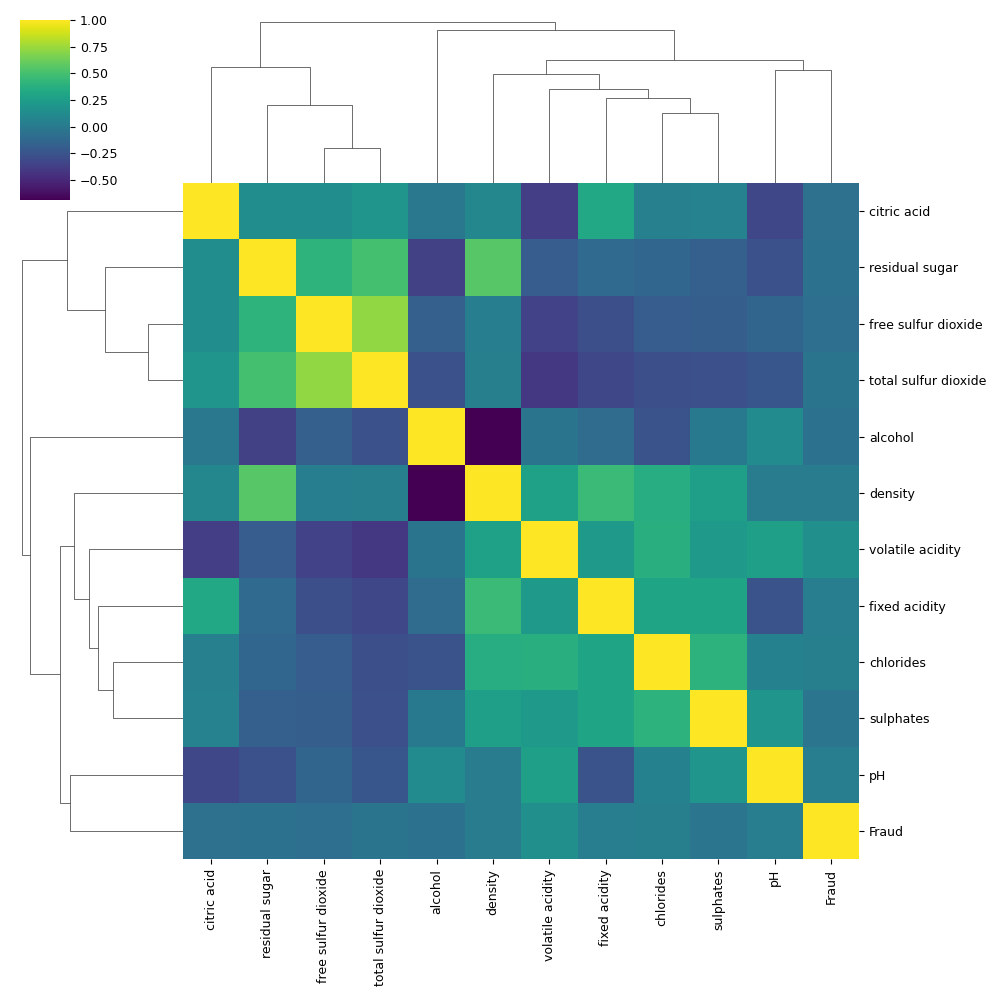 1.00
0.75
0.50
0.25
0.00
−0.25
−0.50
citric acid
residual sugar
free sulfur dioxide
total sulfur dioxide
alcohol
density
volatile acidity
fixed acidity
chlorides
sulphates
pH
Fraud
citric acid
residual sugar
free sulfur dioxide
total sulfur dioxide
alcohol
density
volatile acidity
fixed acidity
chlorides
sulphates
pH
Fraud